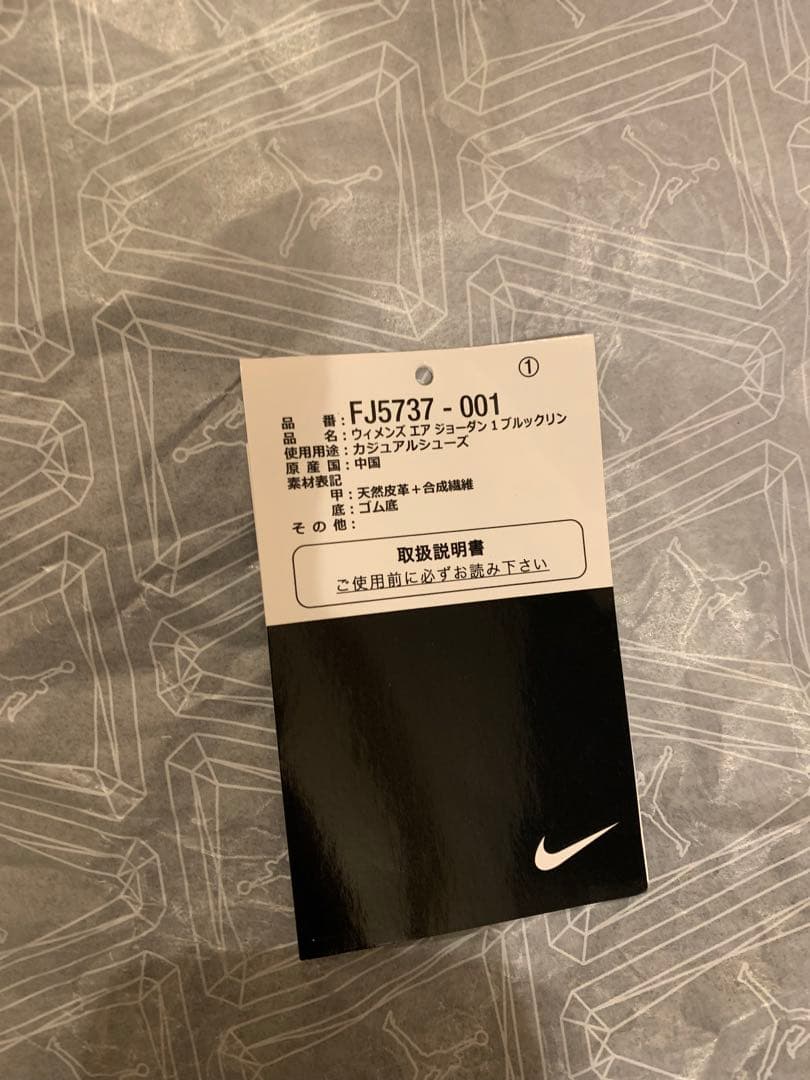 ①
品番：FJ5737 - 001
品名：ウィメンズ エア ジョーダン 1 ブルックリン
使用用途：カジュアルシューズ
原産国：中国
素材表記
甲：天然皮革＋合成繊維
底：ゴム底
その他：
取扱説明書
ご使用前に必ずお読み下さい